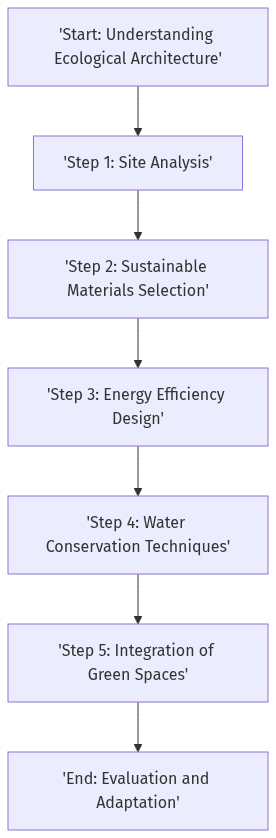 'Start: Understanding
Ecological Architecture'
'Step 1: Site Analysis'
'Step 2: Sustainable
Materials Selection'
'Step 3: Energy Efficiency
Design'
'Step 4: Water
Conservation Techniques'
'Step 5: Integration of
Green Spaces'
'End: Evaluation and
Adaptation'